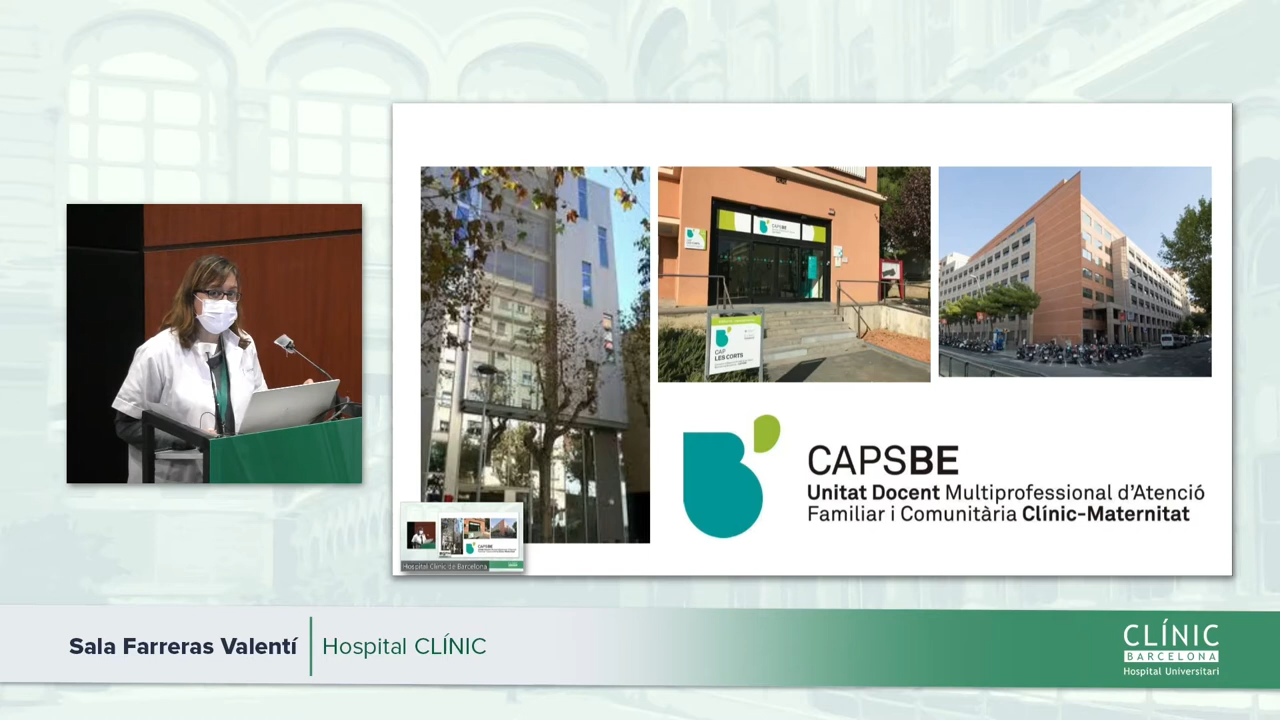 CAPSBE
CAP
LES CORTS
CAPSBE
Unitat Docent Multiprofessional d'Atenció
Familiar i Comunitària Clínic-Maternitat
Hospital Clínic de Barcelona
Sala Farreras Valentí
Hospital CLÍNIC
CLÍNIC
BARCELONA
Hospital Universitari